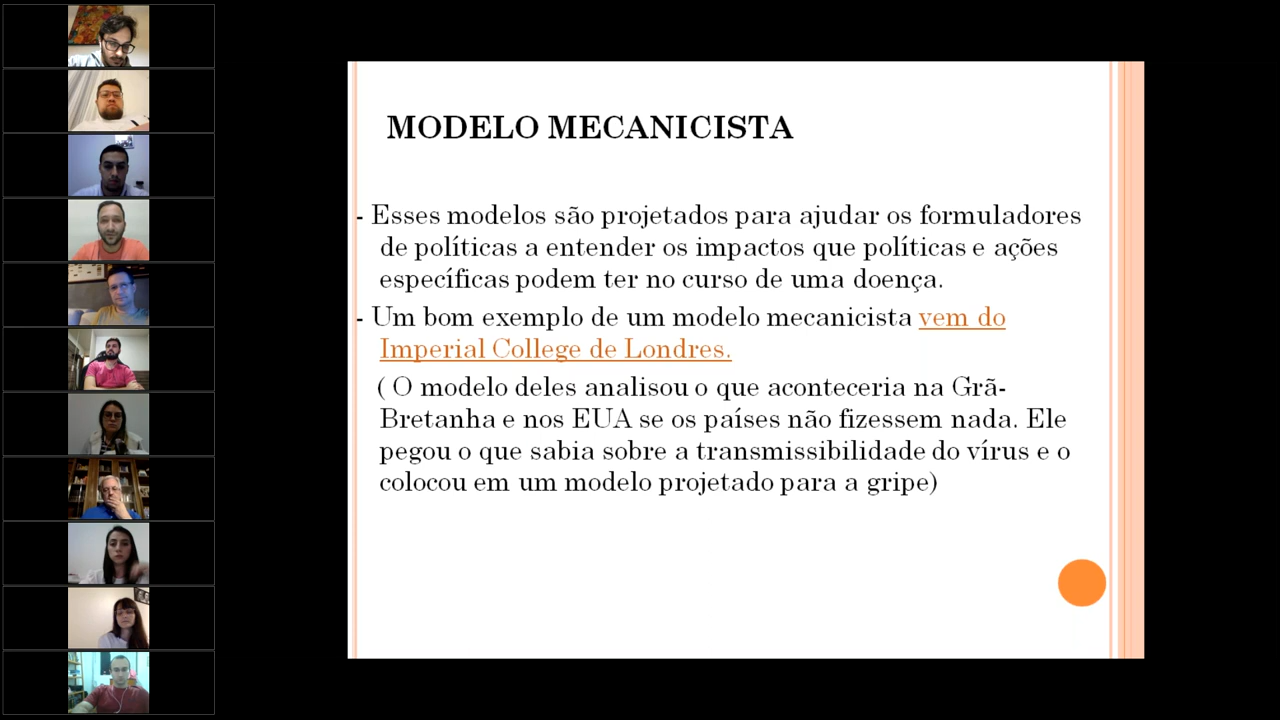 MODELO MECANICISTA
- Esses modelos são projetados para ajudar os formuladores
de políticas a entender os impactos que políticas e ações
específicas podem ter no curso de uma doença.
- Um bom exemplo de um modelo mecanicista vem do
Imperial College de Londres.
( O modelo deles analisou o que aconteceria na Grã-
Bretanha e nos EUA se os países não fizessem nada. Ele
pegou o que sabia sobre a transmissibilidade do vírus e o
colocou em um modelo projetado para a gripe)